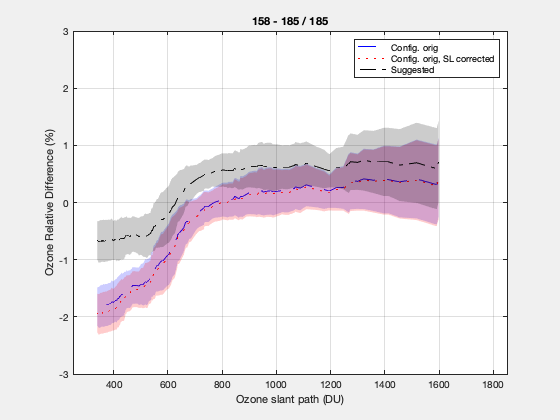 158 - 185 / 185
Config. orig
Config. orig, SL corrected
Suggested
Ozone Relative Difference (%)
3
2
1
0
-1
-2
-3
400 600 800 1000 1200 1400 1600 1800
Ozone slant path (DU)